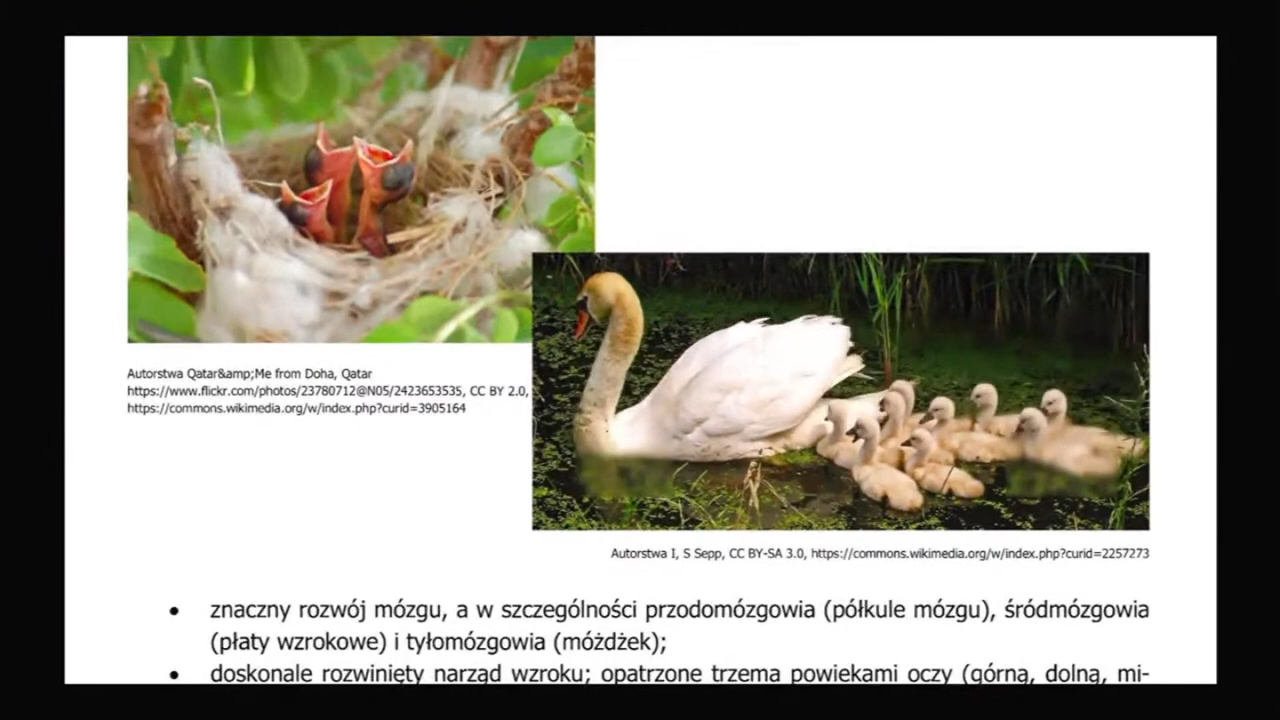 Autorstwa Qatar&amp;Me from Doha, Qatar
https://www.flickr.com/photos/23780712@N05/2423653535, CC BY 2.0,
https://commons.wikimedia.org/w/index.php?curid=3905164
Autorstwa I, S Sepp, CC BY-SA 3.0, https://commons.wikimedia.org/w/index.php?curid=2257273
• znaczny rozwój mózgu, a w szczególności przodomózgowia (półkule mózgu), śródmózgowia
(płaty wzrokowe) i tyłomózgowia (móżdżek);
• doskonale rozwinięty narząd wzroku; opatrzone trzema powiekami oczy (górną, dolną, mi-